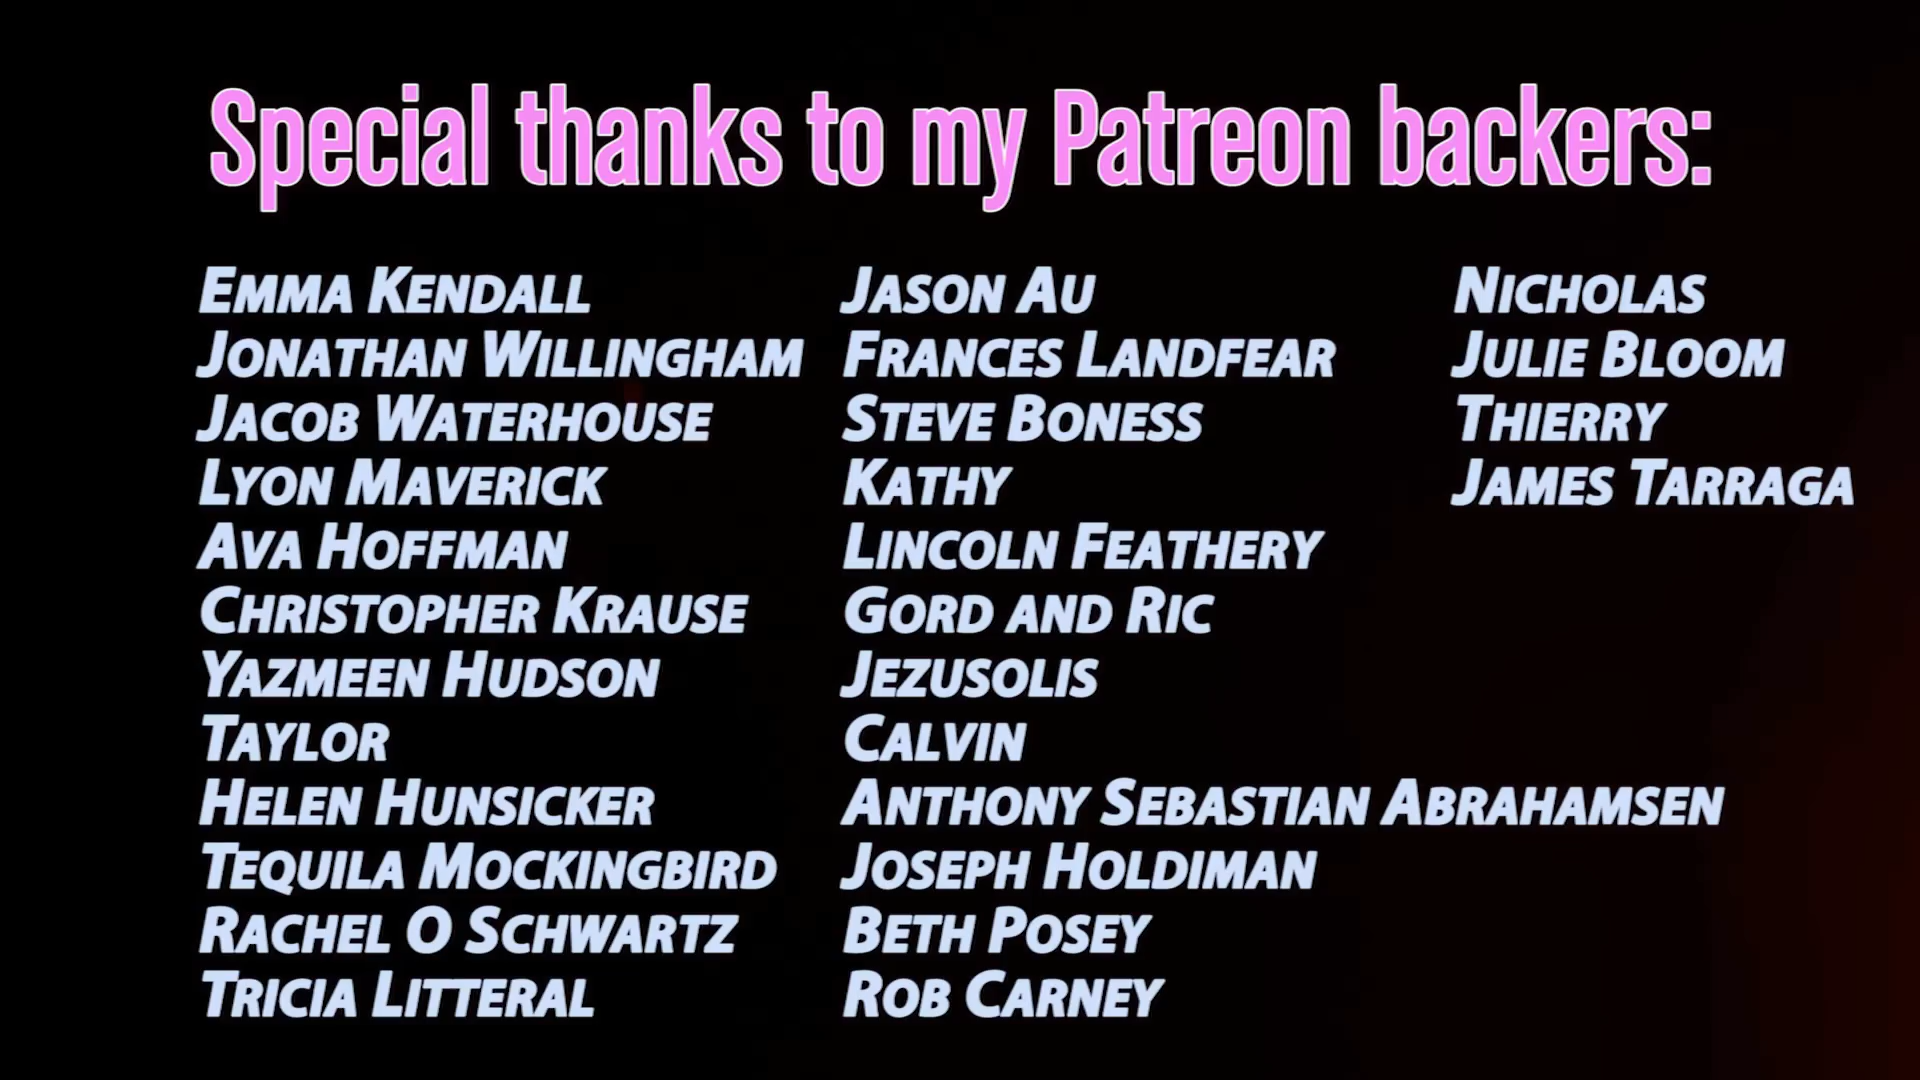 Special thanks to my Patreon backers:
Emma Kendall
Jonathan Willingham
Jacob Waterhouse
Lyon Maverick
Ava Hoffman
Christopher Krause
Yazmeen Hudson
Taylor
Helen Hunsicker
Tequila Mockingbird
Rachel O Schwartz
Tricia Litteral
Jason Au
Frances Landfear
Steve Boness
Kathy
Lincoln Feathery
Gord and Ric
Jezusolis
Calvin
Anthony Sebastian Abrahamsen
Joseph Holdiman
Beth Posey
Rob Carney
Nicholas
Julie Bloom
Thierry
James Tarraga